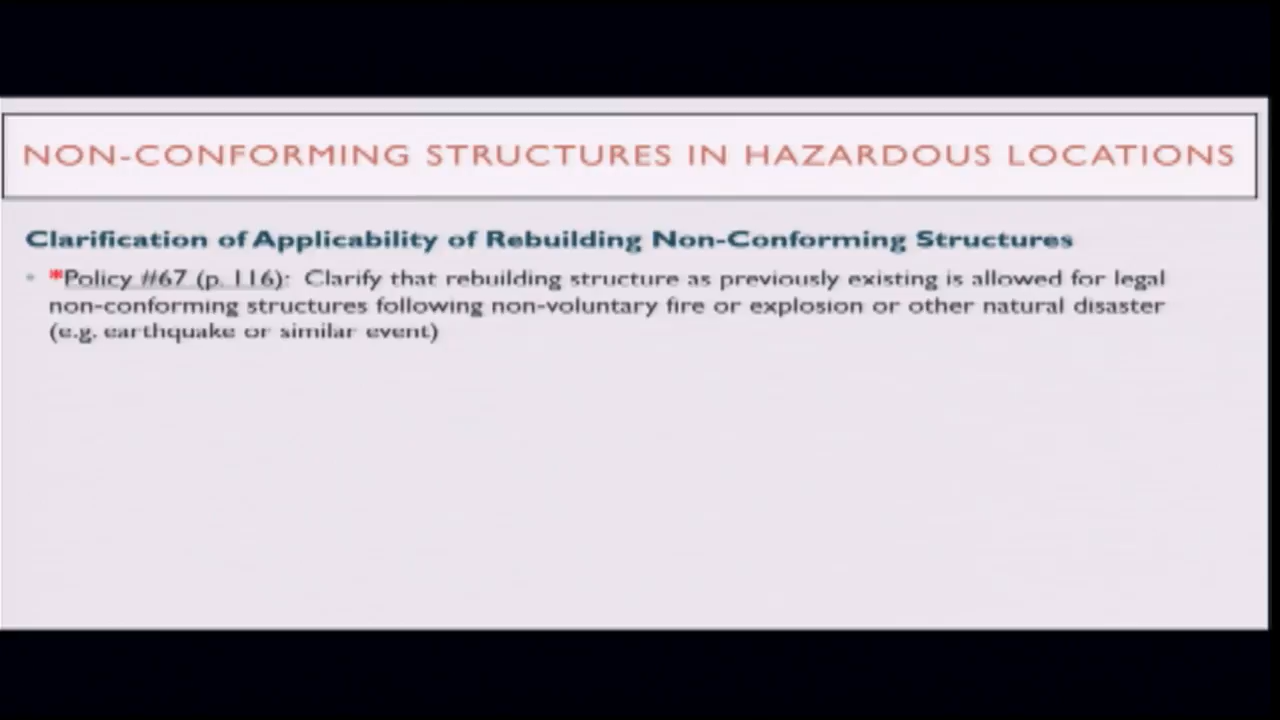 NON-CONFORMING STRUCTURES IN HAZARDOUS LOCATIONS
Clarification of Applicability of Rebuilding Non-Conforming Structures
• *Policy #67 (p. 116): Clarify that rebuilding structure as previously existing is allowed for legal
non-conforming structures following non-voluntary fire or explosion or other natural disaster
(e.g. earthquake or similar event)